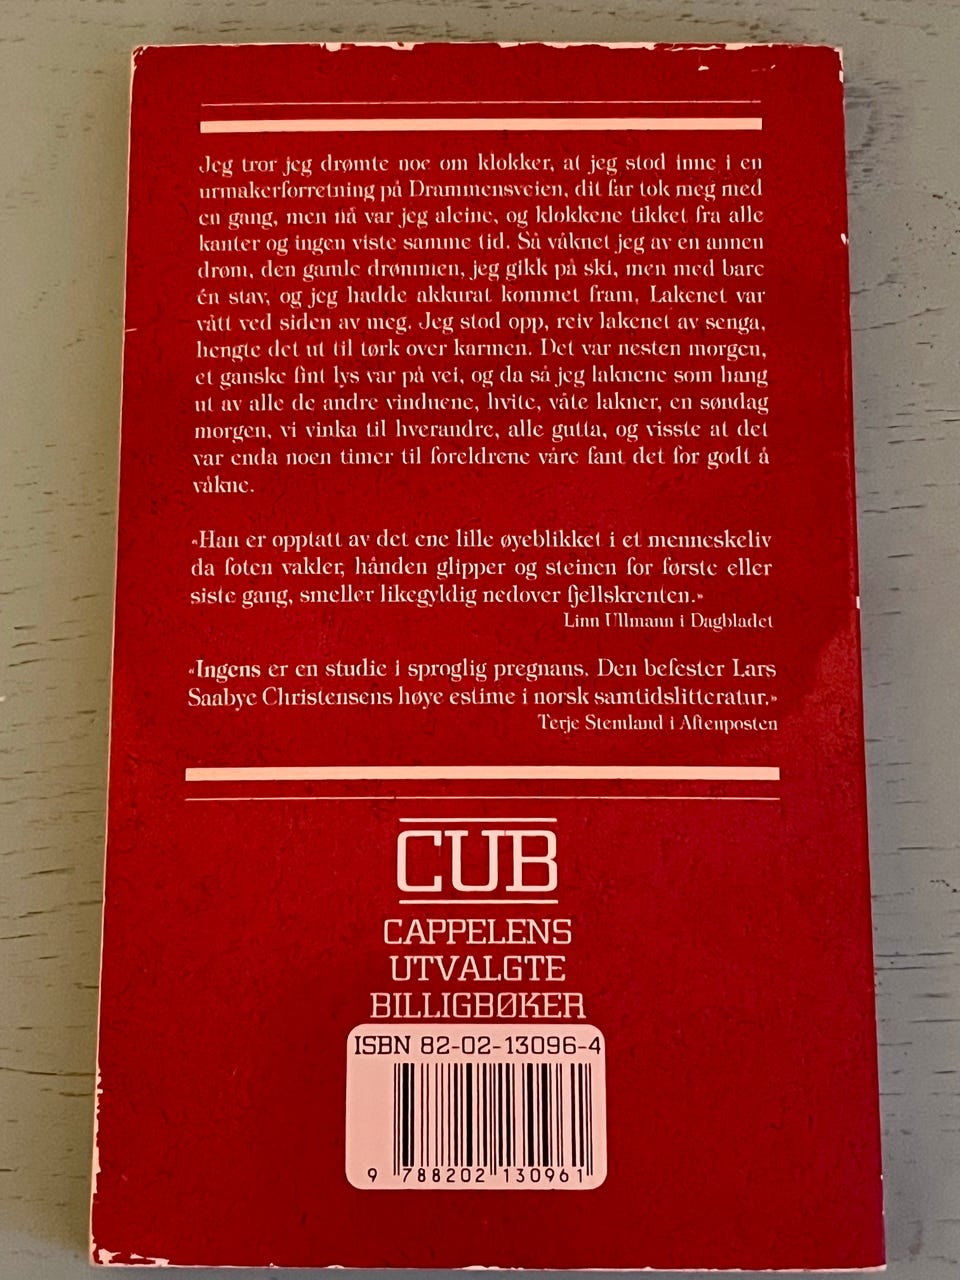 Jeg tror jeg drømte noe om klokker, at jeg stod inne i en
urmakerforretning på Drammensveien, dit far tok meg med
en gang, men nå var jeg aleine, og klokkene tikket fra alle
kanter og ingen viste samme tid. Så våknet jeg av en annen
drøm, den gamle drømmen, jeg gikk på ski, men med bare
én stav, og jeg hadde akkurat kommet fram. Lakenet var
vått ved siden av meg. Jeg stod opp, reiv lakenet av senga,
hengte det ut til tørk over karmen. Det var nesten morgen,
et ganske fint lys var på vei, og da så jeg laknene som hang
ut av alle de andre vinduene, hvite, våte lakner, en søndag
morgen, vi vinka til hverandre, alle gutta, og visste at det
var enda noen timer til foreldrene våre fant det for godt å
våkne.
«Han er opptatt av det ene lille øyeblikket i et menneskeliv
da foten vakler, hånden glipper og steinen for første eller
siste gang, smeller likegyldig nedover fjellskrenten.»
Linn Ullmann i Dagbladet
«Ingens er en studie i sproglig pregnans. Den befester Lars
Saabye Christensens høye estime i norsk samtidslitteratur.»
Terje Stemland i Aftenposten
CUB
CAPPELENS
UTVALGTE
BILLIGBØKER
ISBN 82-02-13096-4
9 788202 130961